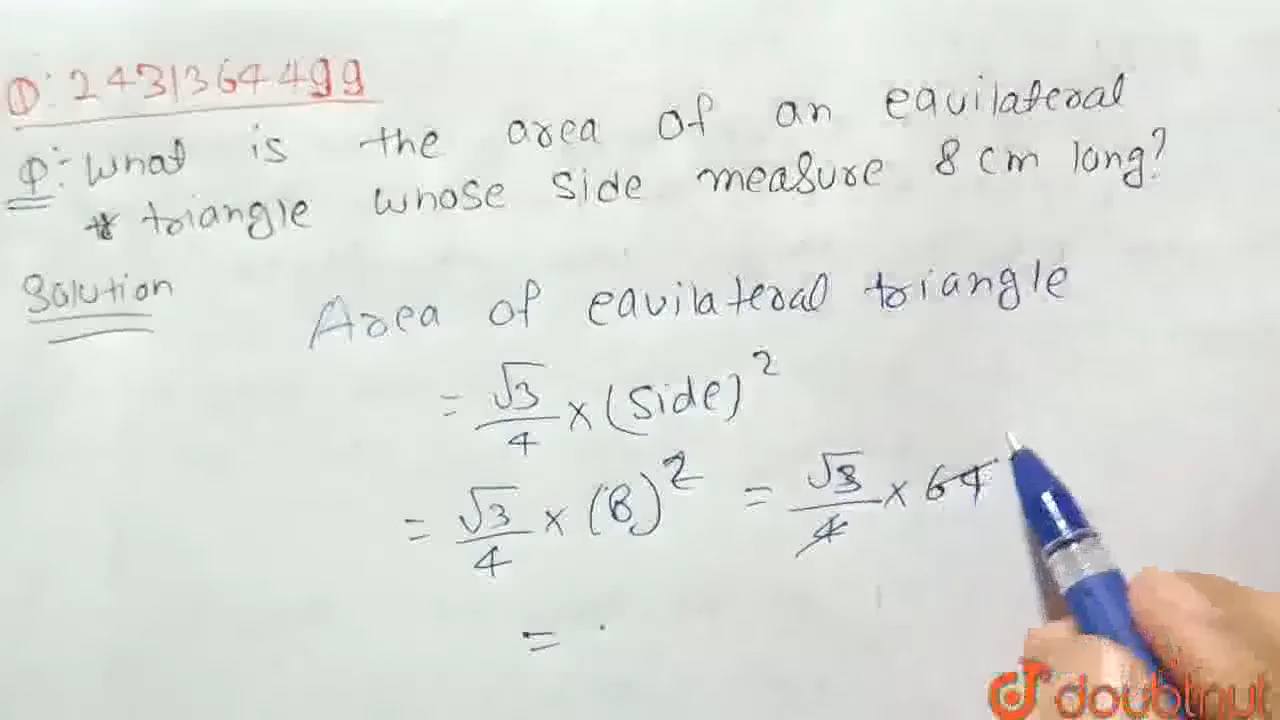 ①: 2431364499
Q:- What is the area of an equilateral
triangle whose side measure 8 cm long?
Solution
Area of equilateral triangle
= √3/4 × (Side)²
= √3/4 × (8)² = √3/4 × 64
=
doubtnut